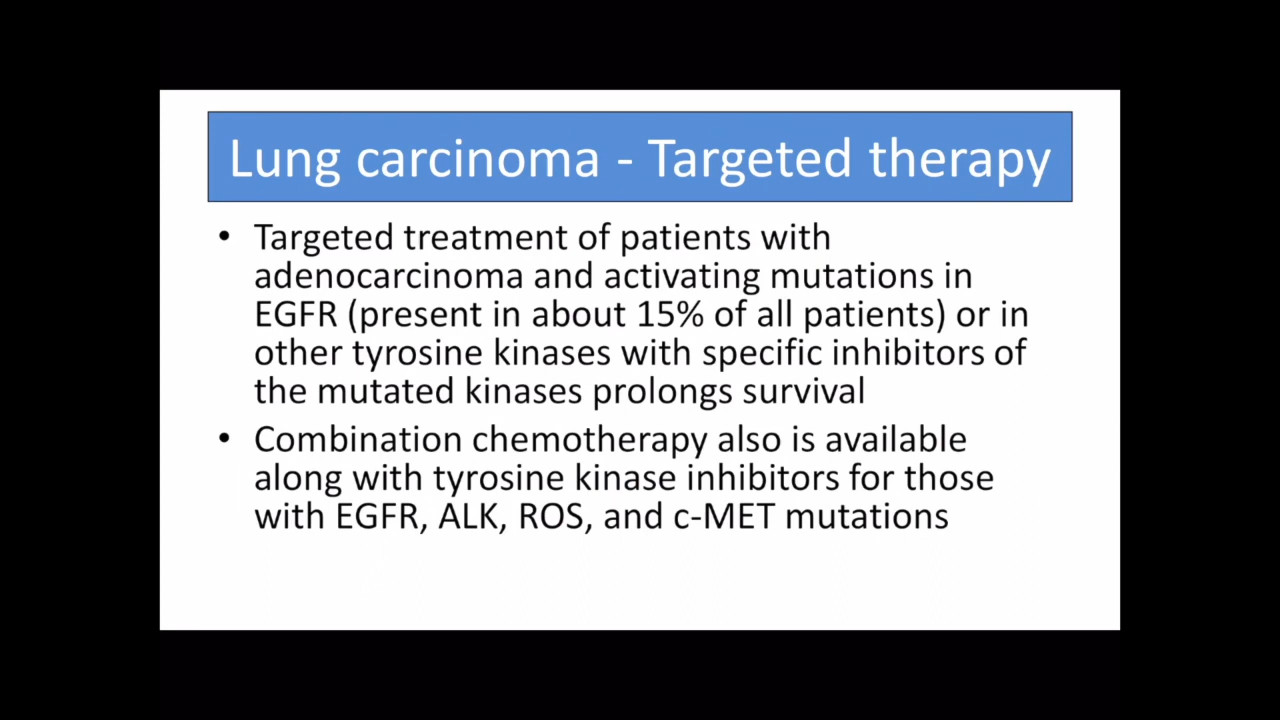 Lung carcinoma - Targeted therapy
• Targeted treatment of patients with
adenocarcinoma and activating mutations in
EGFR (present in about 15% of all patients) or in
other tyrosine kinases with specific inhibitors of
the mutated kinases prolongs survival
• Combination chemotherapy also is available
along with tyrosine kinase inhibitors for those
with EGFR, ALK, ROS, and c-MET mutations